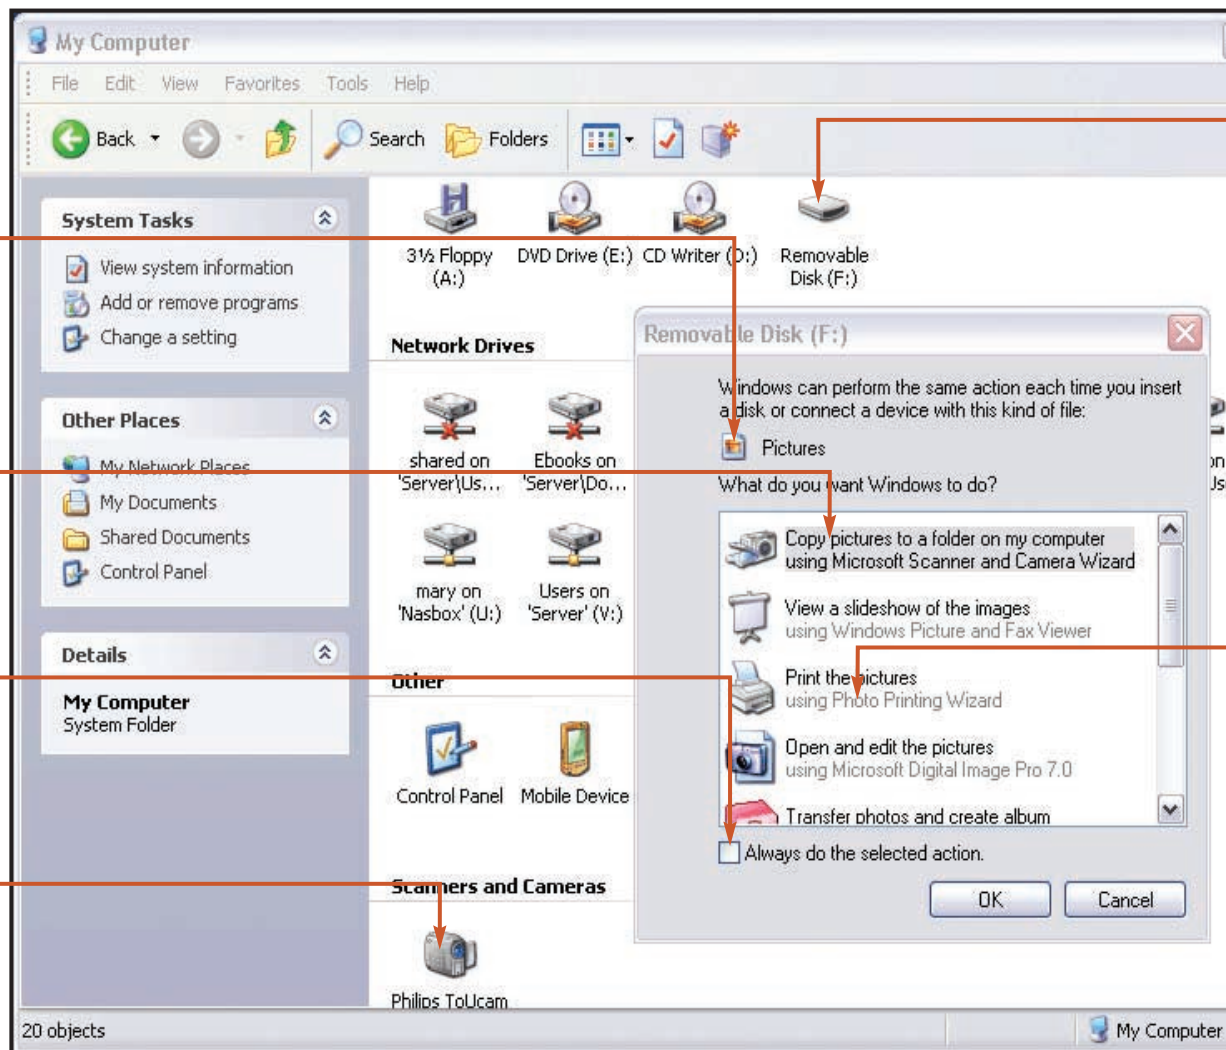 My Computer
File Edit View Favorites Tools Help
Back Search Folders
System Tasks
View system information
Add or remove programs
Change a setting
Other Places
My Network Places
My Documents
Shared Documents
Control Panel
Details
My Computer
System Folder
3½ Floppy
(A:)
DVD Drive (E:)
CD Writer (D:)
Removable
Disk (F:)
Network Drives
shared on
'Server\Us...
Ebooks on
'Server\Do...
mary on
'Nasbox' (U:)
Users on
'Server' (V:)
Other
Control Panel
Mobile Device
Scanners and Cameras
Philips ToUcam
Removable Disk (F:)
Windows can perform the same action each time you insert
a disk or connect a device with this kind of file:
Pictures
What do you want Windows to do?
Copy pictures to a folder on my computer
using Microsoft Scanner and Camera Wizard
View a slideshow of the images
using Windows Picture and Fax Viewer
Print the pictures
using Photo Printing Wizard
Open and edit the pictures
using Microsoft Digital Image Pro 7.0
Transfer photos and create album
Always do the selected action.
OK Cancel
20 objects
My Computer